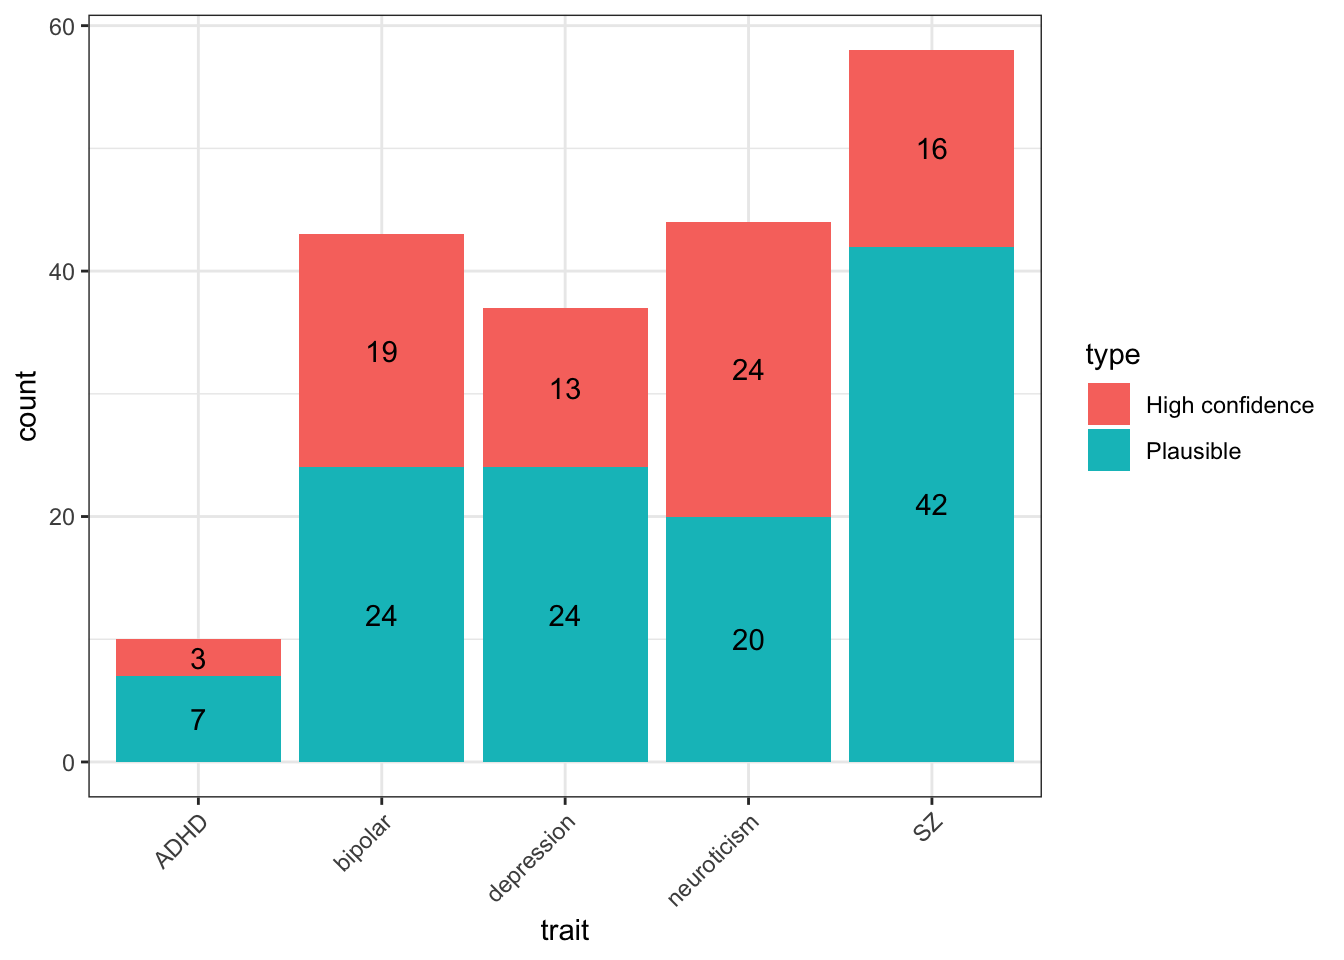 60
40
20
0
count
16
19
13
24
42
24
24
20
3
7
ADHD
bipolar
depression
neuroticism
SZ
trait
type
High confidence
Plausible